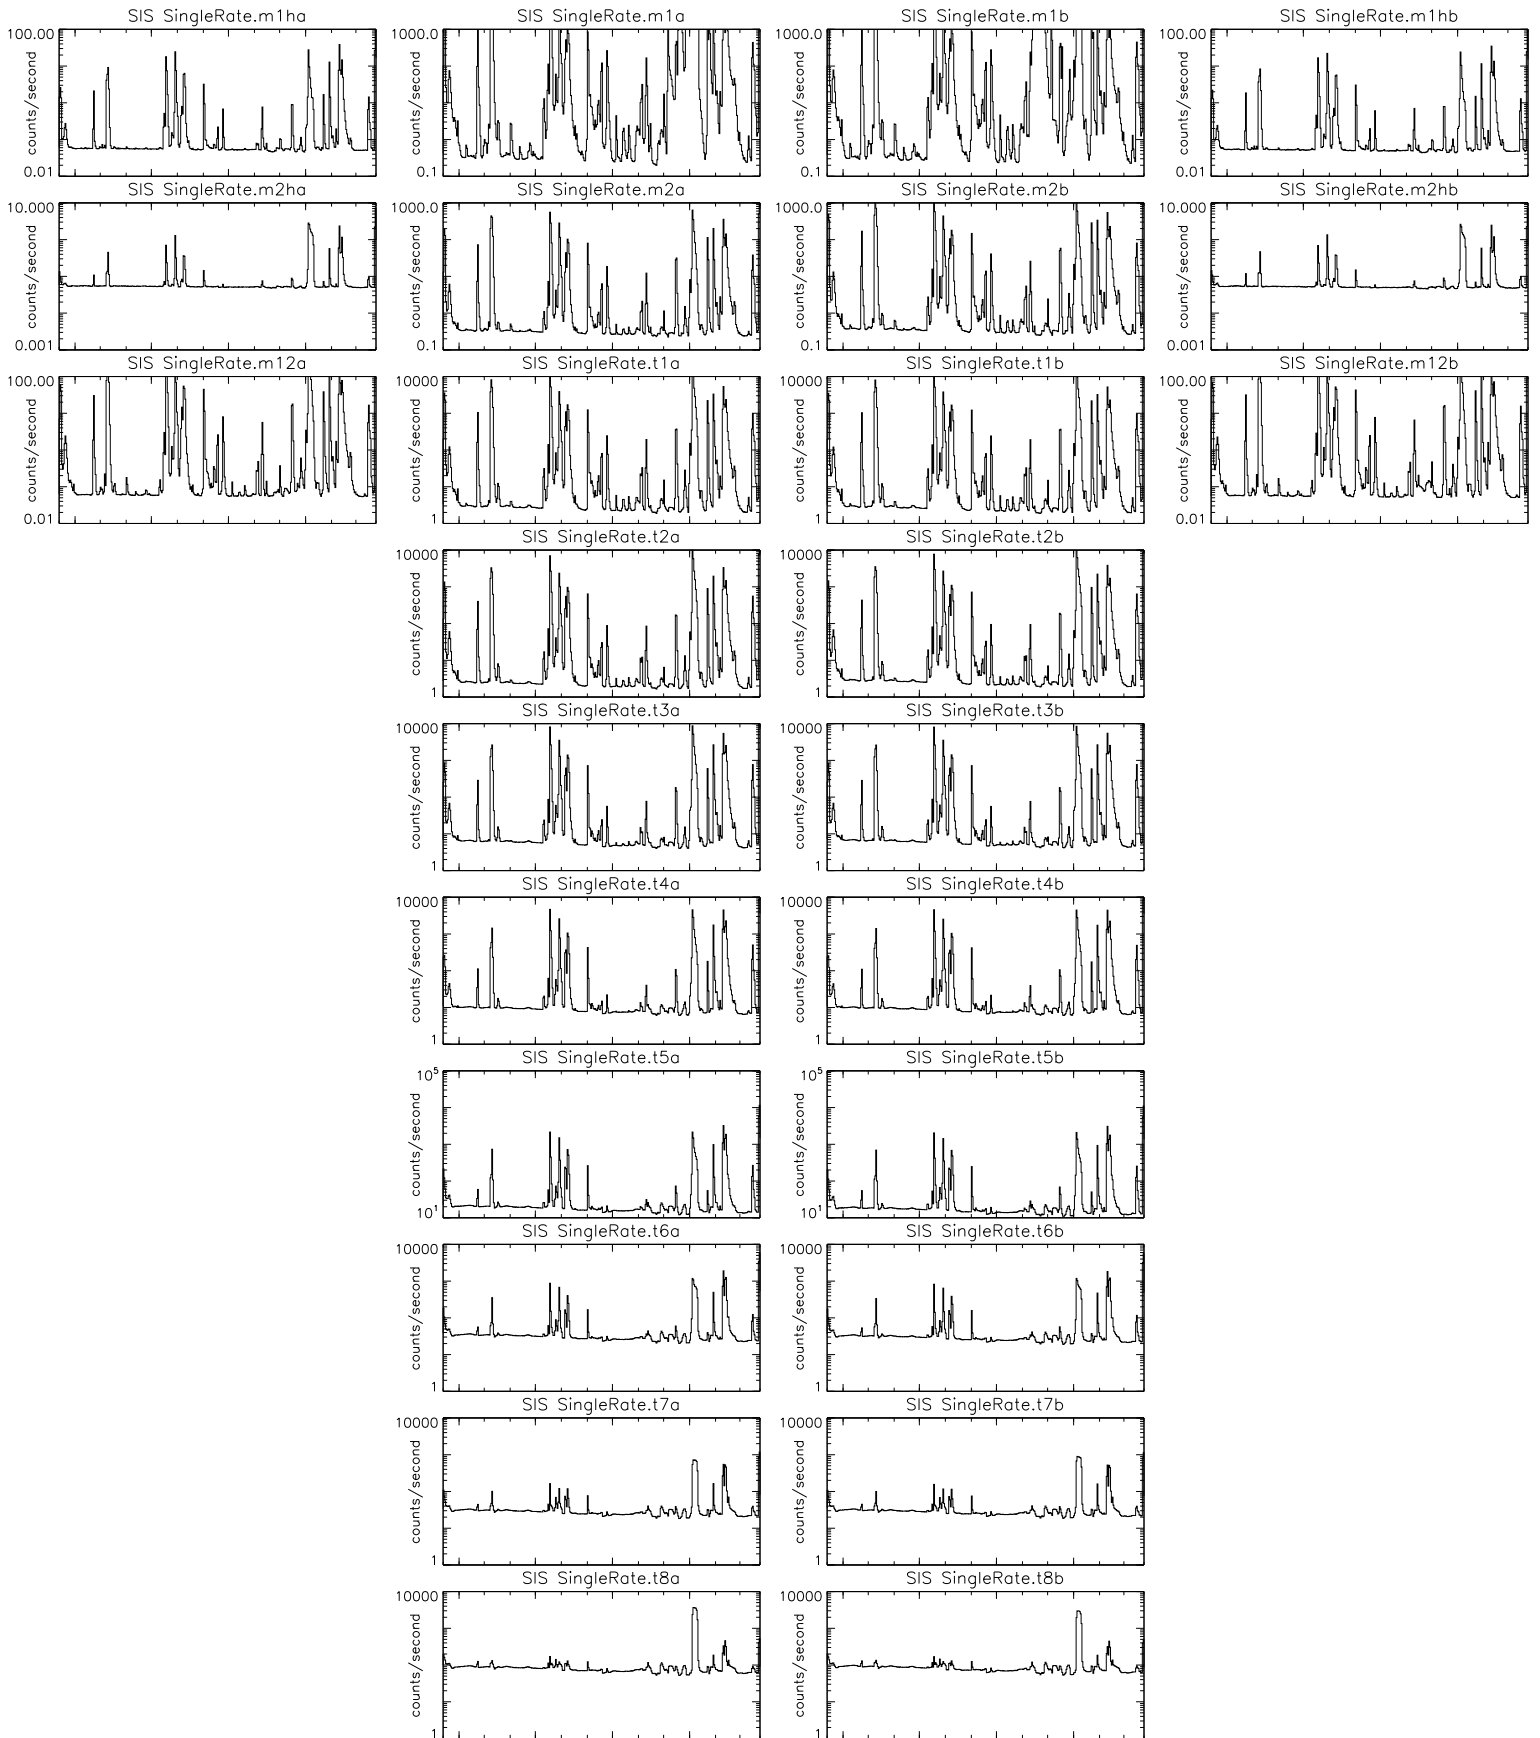 SIS SingleRate.m1ha
100.00
counts/second
0.01
SIS SingleRate.m1a
1000.0
counts/second
0.1
SIS SingleRate.m1b
1000.0
counts/second
0.1
SIS SingleRate.m1hb
100.00
counts/second
0.01
SIS SingleRate.m2ha
10.000
counts/second
0.001
SIS SingleRate.m2a
1000.0
counts/second
0.1
SIS SingleRate.m2b
1000.0
counts/second
0.1
SIS SingleRate.m2hb
10.000
counts/second
0.001
SIS SingleRate.m12a
100.00
counts/second
0.01
SIS SingleRate.t1a
10000
counts/second
1
SIS SingleRate.t1b
10000
counts/second
1
SIS SingleRate.m12b
100.00
counts/second
0.01
SIS SingleRate.t2a
10000
counts/second
1
SIS SingleRate.t2b
10000
counts/second
1
SIS SingleRate.t3a
10000
counts/second
1
SIS SingleRate.t3b
10000
counts/second
1
SIS SingleRate.t4a
10000
counts/second
1
SIS SingleRate.t4b
10000
counts/second
1
SIS SingleRate.t5a
10⁵
counts/second
10¹
SIS SingleRate.t5b
10⁵
counts/second
10¹
SIS SingleRate.t6a
10000
counts/second
1
SIS SingleRate.t6b
10000
counts/second
1
SIS SingleRate.t7a
10000
counts/second
1
SIS SingleRate.t7b
10000
counts/second
1
SIS SingleRate.t8a
10000
counts/second
1
SIS SingleRate.t8b
10000
counts/second
1